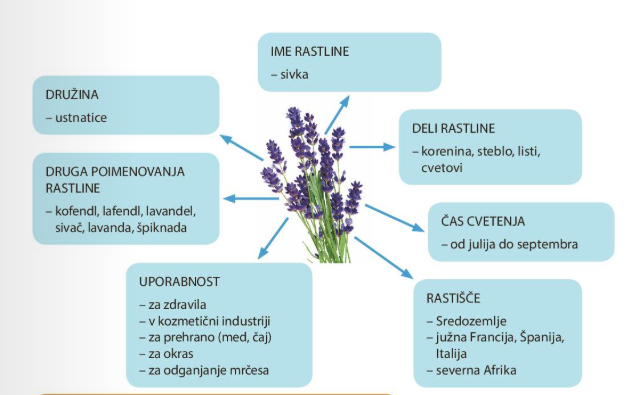 IME RASTLINE
– sivka
DRUŽINA
– ustnatice
DELI RASTLINE
– korenina, steblo, listi,
cvetovi
DRUGA POIMENOVANJA
RASTLINE
– kofendl, lafendl, lavandel,
sivač, lavanda, špiknada
ČAS CVETENJA
– od julija do septembra
UPORABNOST
– za zdravila
– v kozmetični industriji
– za prehrano (med, čaj)
– za okras
– za odganjanje mrčesa
RASTIŠČE
– Sredozemlje
– južna Francija, Španija,
Italija
– severna Afrika